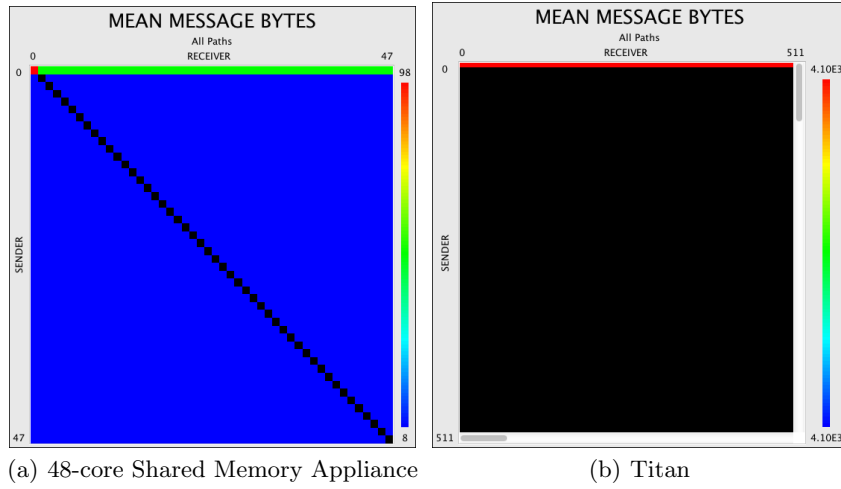 MEAN MESSAGE BYTES
All Paths
0 RECEIVER 47
0
98
SENDER
47
8
(a) 48-core Shared Memory Appliance
MEAN MESSAGE BYTES
All Paths
0 RECEIVER 511
0
4.10E3
SENDER
511
4.10E3
(b) Titan